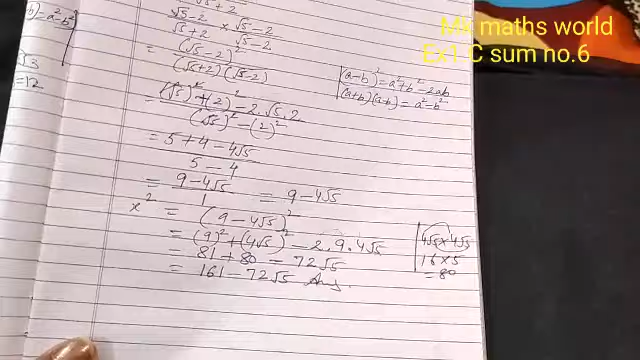 Mk maths world
Ex1 C sum no.6
b) = a² - b²
√3
= 12
√5 + 2
√5 - 2 / √5 + 2 × √5 - 2 / √5 - 2
= (√5 - 2)² / (√5 + 2)(√5 - 2)
= (√5)² + (2)² - 2.√5.2 / (√5)² - (2)²
= 5 + 4 - 4√5 / 5 - 4
= 9 - 4√5 / 1 = 9 - 4√5
x² = (9 - 4√5)²
= (9)² + (4√5)² - 2.9.4√5
= 81 + 80 - 72√5
= 161 - 72√5 Ans.
(a-b)² = a² + b² - 2ab
(a+b)(a-b) = a² - b²
4√5 × 4√5
16 × 5
= 80